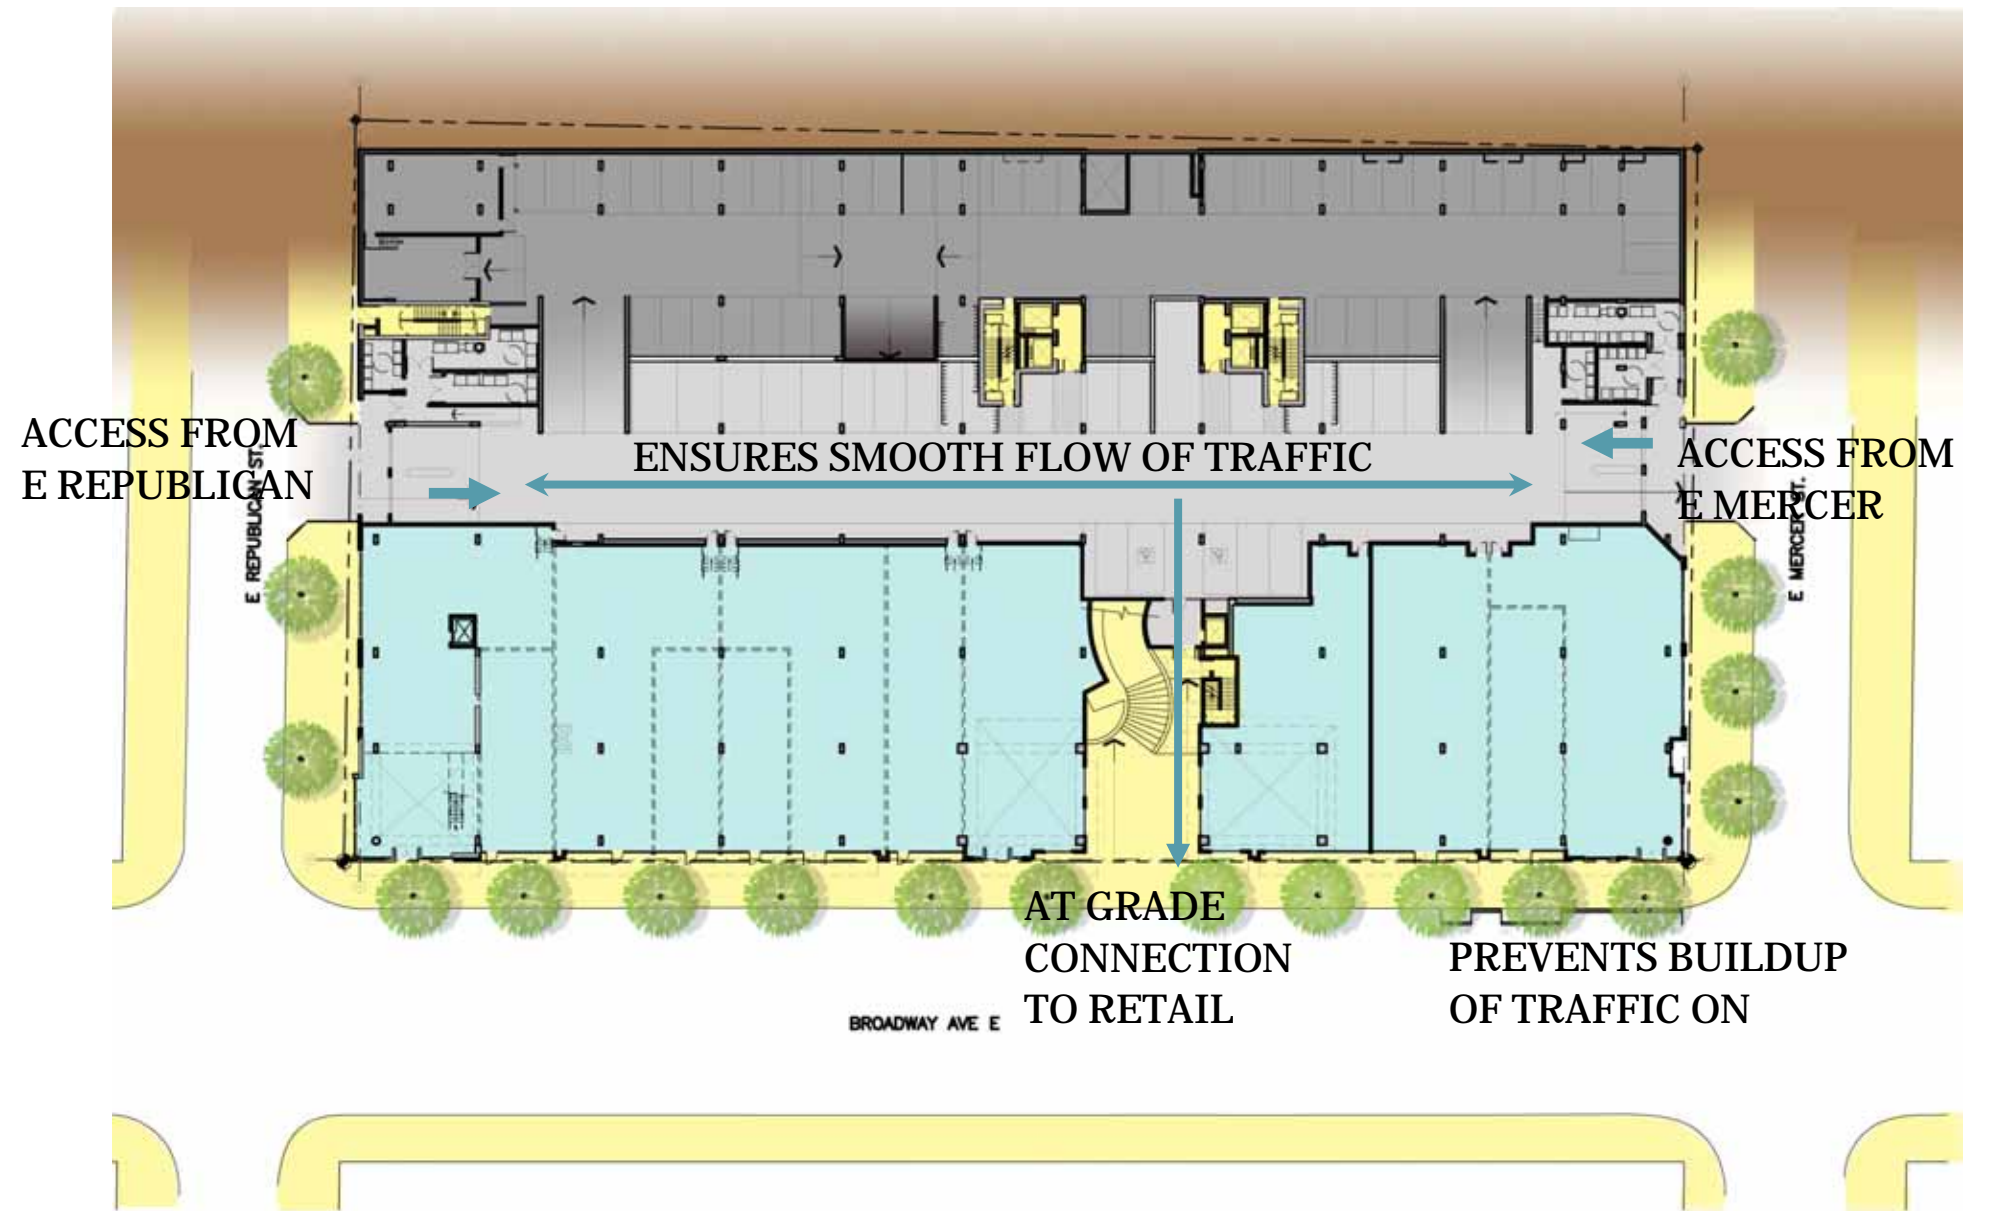 ACCESS FROM
E REPUBLICAN
E REPUBLICAN ST.
ENSURES SMOOTH FLOW OF TRAFFIC
ACCESS FROM
E MERCER
E MERCER ST.
AT GRADE
CONNECTION
TO RETAIL
PREVENTS BUILDUP
OF TRAFFIC ON
BROADWAY AVE E